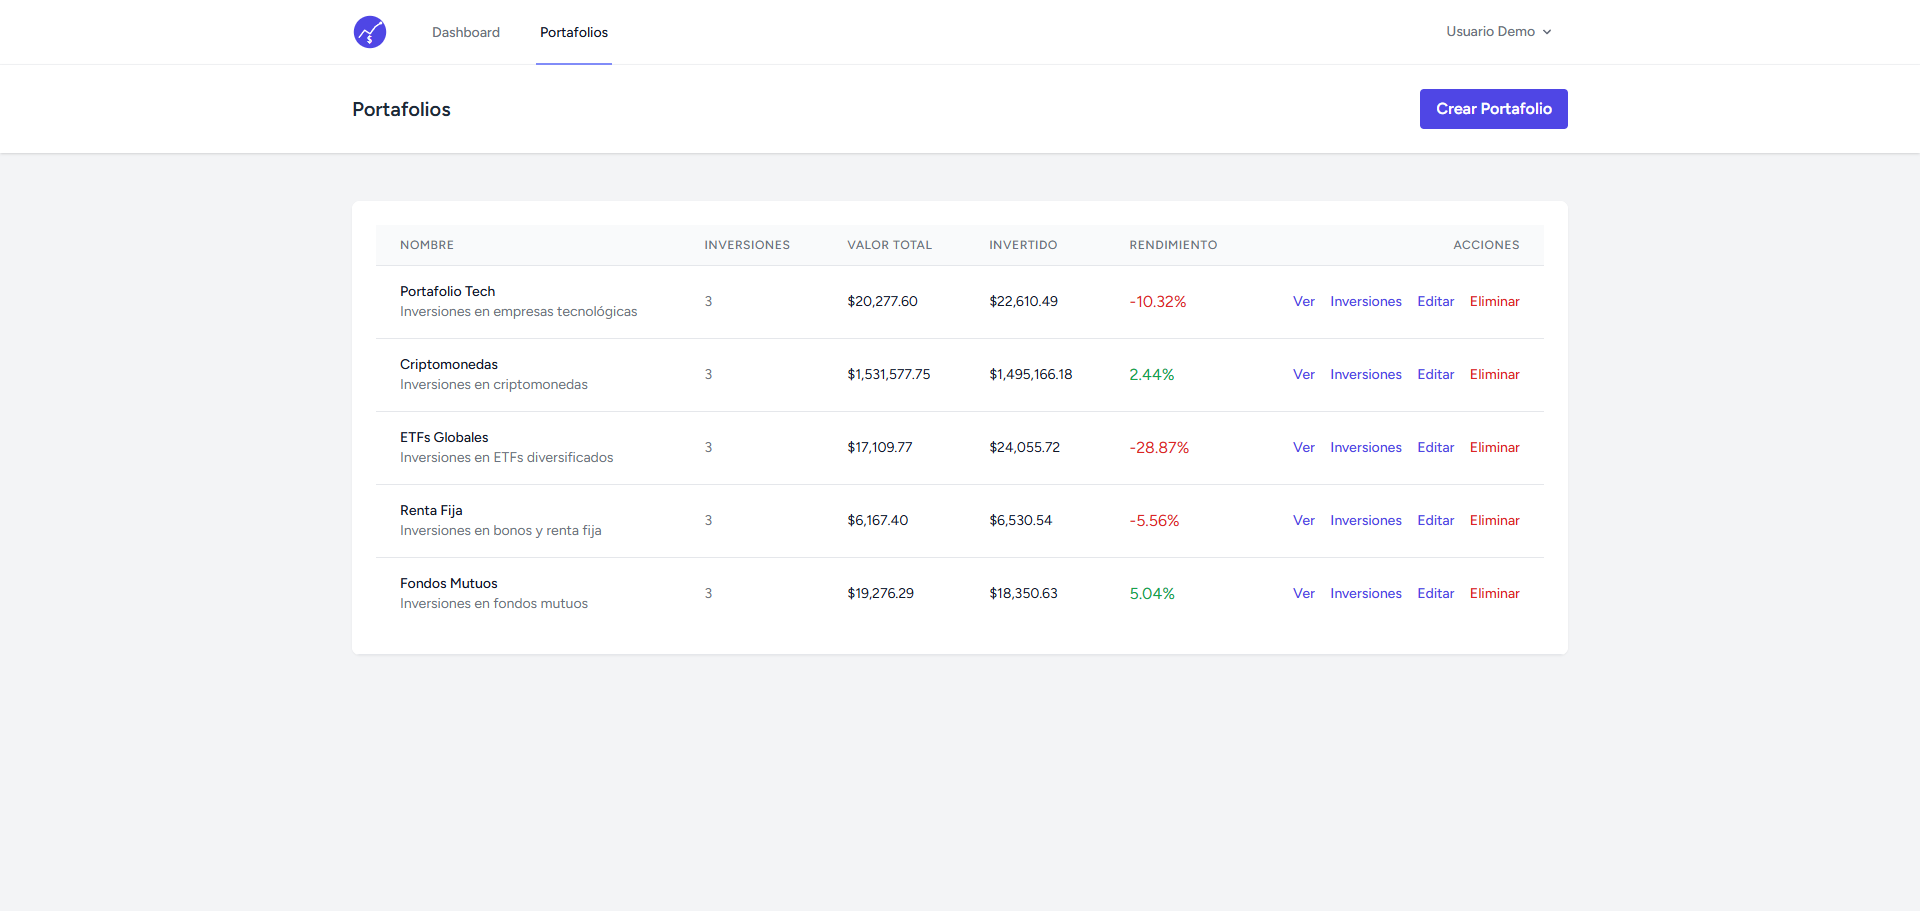 Dashboard Portafolios Usuario Demo
Portafolios Crear Portafolio
NOMBRE INVERSIONES VALOR TOTAL INVERTIDO RENDIMIENTO ACCIONES
Portafolio Tech
Inversiones en empresas tecnológicas
3 $20,277.60 $22,610.49 -10.32% Ver Inversiones Editar Eliminar
Criptomonedas
Inversiones en criptomonedas
3 $1,531,577.75 $1,495,166.18 2.44% Ver Inversiones Editar Eliminar
ETFs Globales
Inversiones en ETFs diversificados
3 $17,109.77 $24,055.72 -28.87% Ver Inversiones Editar Eliminar
Renta Fija
Inversiones en bonos y renta fija
3 $6,167.40 $6,530.54 -5.56% Ver Inversiones Editar Eliminar
Fondos Mutuos
Inversiones en fondos mutuos
3 $19,276.29 $18,350.63 5.04% Ver Inversiones Editar Eliminar